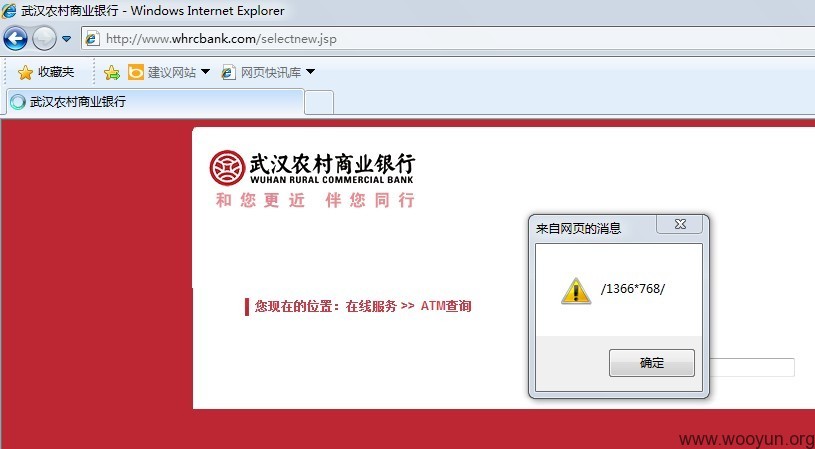 武汉农村商业银行 - Windows Internet Explorer
http://www.whrcbank.com/selectnew.jsp
收藏夹 建议网站 网页快讯库
武汉农村商业银行
武汉农村商业银行
WUHAN RURAL COMMERCIAL BANK
和您更近 伴您同行
来自网页的消息
/1366*768/
确定
您现在的位置：在线服务 >> ATM查询
www.wooyun.org